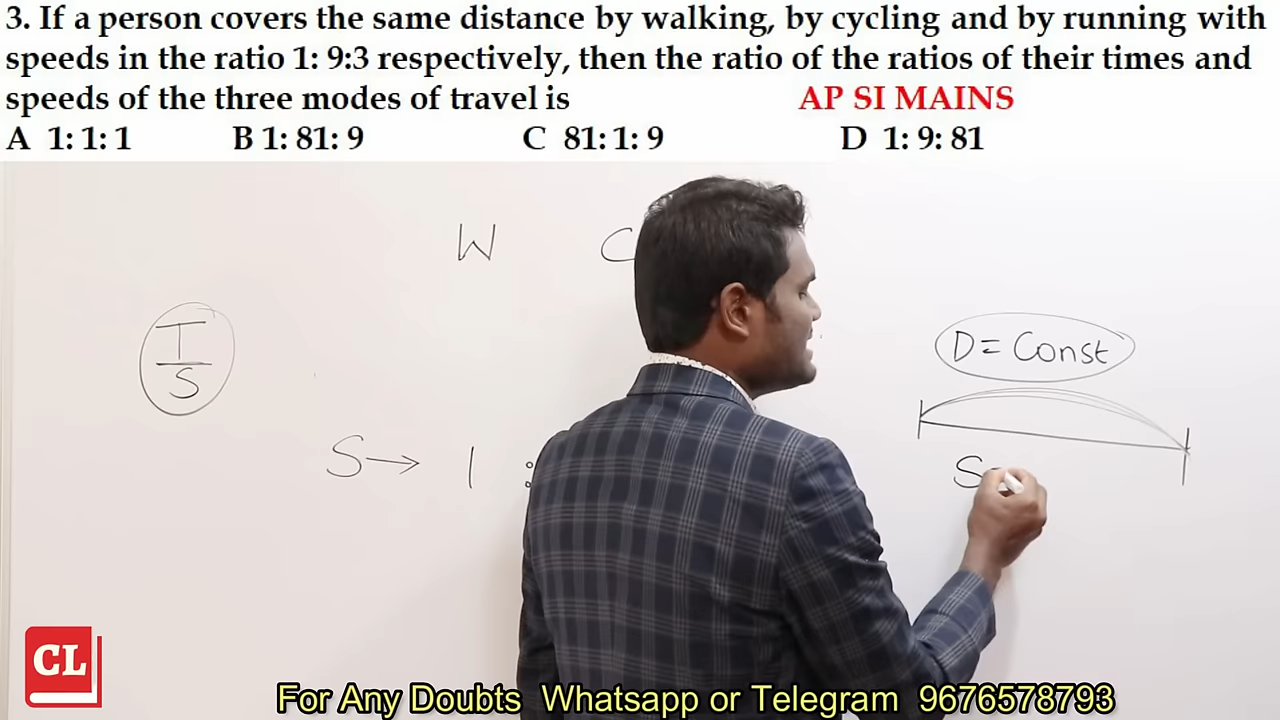 3. If a person covers the same distance by walking, by cycling and by running with
speeds in the ratio 1: 9:3 respectively, then the ratio of the ratios of their times and
speeds of the three modes of travel is AP SI MAINS
A 1: 1: 1 B 1: 81: 9 C 81: 1: 9 D 1: 9: 81
W C
T
S
D = Const
S → 1 :
S
CL
For Any Doubts Whatsapp or Telegram 9676578793